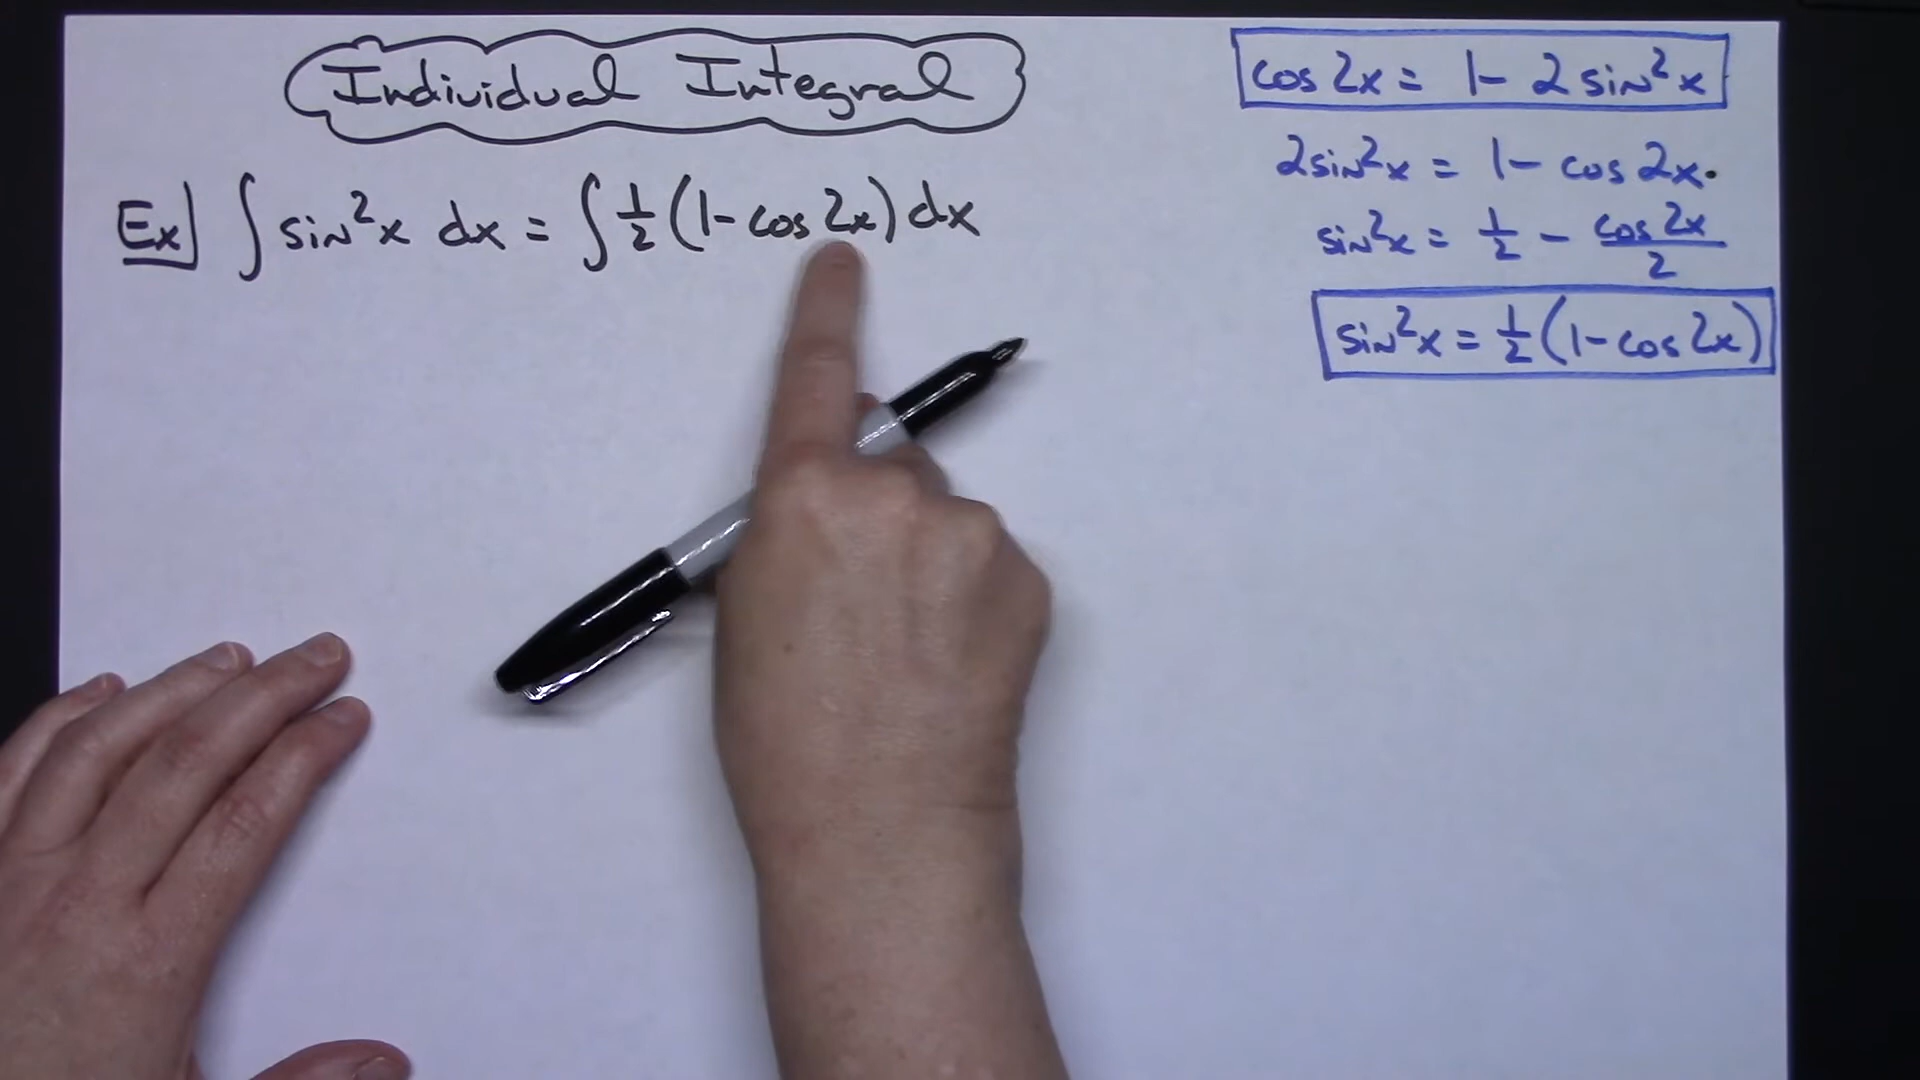 Individual Integral
Ex] ∫ sin²x dx = ∫ ½ (1 - cos 2x) dx
cos 2x = 1 - 2 sin²x
2sin²x = 1 - cos 2x.
sin²x = ½ - cos 2x / 2
sin²x = ½ (1 - cos 2x)